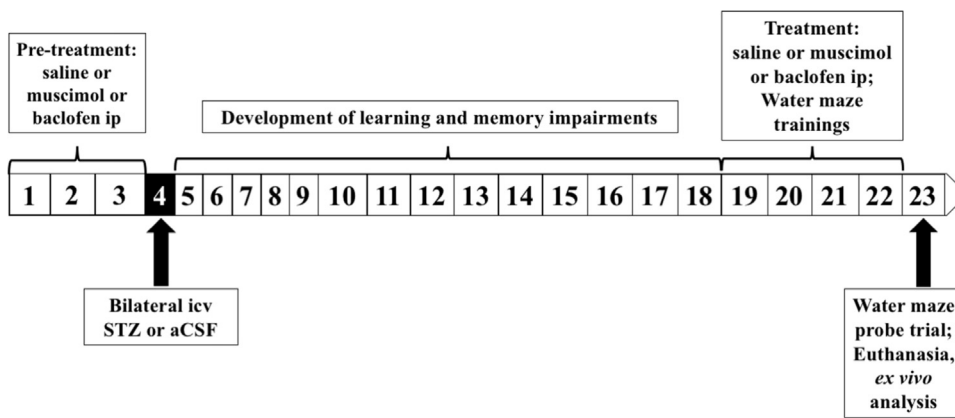 Pre-treatment:
saline or
muscimol or
baclofen ip
Development of learning and memory impairments
Treatment:
saline or muscimol
or baclofen ip;
Water maze
trainings
1 2 3 4 5 6 7 8 9 10 11 12 13 14 15 16 17 18 19 20 21 22 23
Bilateral icv
STZ or aCSF
Water maze
probe trial;
Euthanasia,
ex vivo
analysis